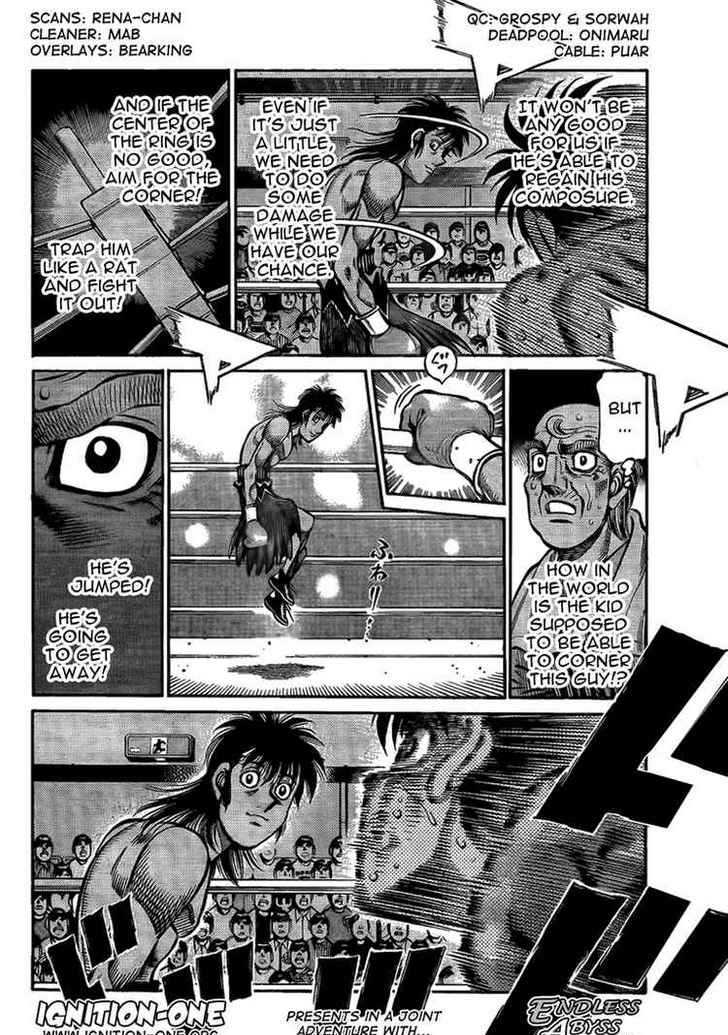 SCANS: RENA-CHAN
CLEANER: MAB
OVERLAYS: BEARKING
QC: GROSPY & SORWAH
DEADPOOL: ONIMARU
CABLE: PUAR
IT WON'T BE
ANY GOOD
FOR US IF
HE'S ABLE TO
REGAIN HIS
COMPOSURE.
EVEN IF
IT'S JUST
A LITTLE,
WE NEED
TO DO
SOME
DAMAGE
WHILE WE
HAVE OUR
CHANCE.
AND IF THE
CENTER OF
THE RING IS
NO GOOD,
AIM FOR THE
CORNER!
TRAP HIM
LIKE A RAT
AND FIGHT
IT OUT!
BUT
...
HOW IN
THE WORLD
IS THE KID
SUPPOSED
TO BE ABLE
TO CORNER
THIS GUY!?
ぐっ
ふわり…
HE'S
JUMPED!
HE'S
GOING
TO GET
AWAY!
IGNITION-ONE
WWW.IGNITION-ONE.ORG
PRESENTS IN A JOINT
ADVENTURE WITH...
ENDLESS
ABYSS